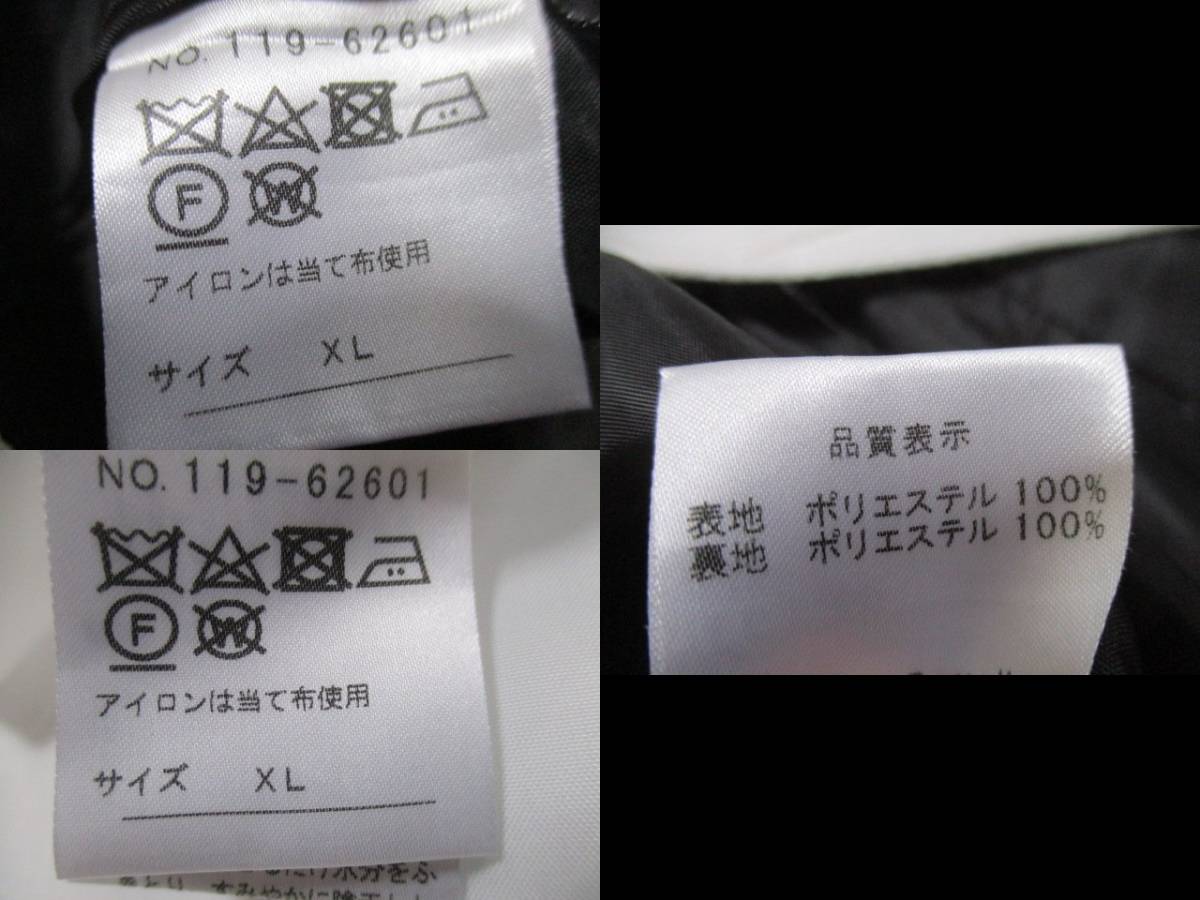 NO. 119-62601
F W
アイロンは当て布使用
サイズ XL
品質表示
表地 ポリエステル 100%
裏地 ポリエステル 100%
NO. 119-62601
F W
アイロンは当て布使用
サイズ XL